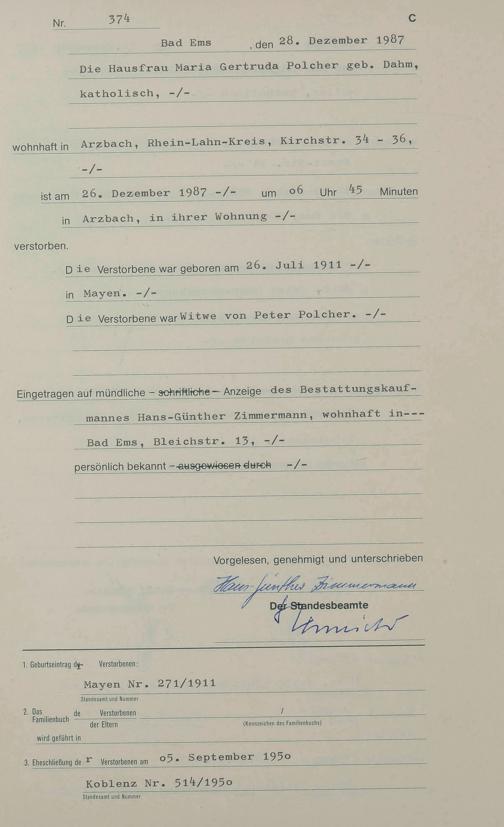 Nr. 374 C
Bad Ems , den 28. Dezember 1987
Die Hausfrau Maria Gertruda Polcher geb. Dahm,
katholisch, -/-
wohnhaft in Arzbach, Rhein-Lahn-Kreis, Kirchstr. 34 - 36,
-/-
ist am 26. Dezember 1987 -/- um o6 Uhr 45 Minuten
in Arzbach, in ihrer Wohnung -/-
verstorben.
Die Verstorbene war geboren am 26. Juli 1911 -/-
in Mayen. -/-
Die Verstorbene war Witwe von Peter Polcher. -/-
Eingetragen auf mündliche – schriftliche – Anzeige des Bestattungskauf-
mannes Hans-Günther Zimmermann, wohnhaft in---
Bad Ems, Bleichstr. 13, -/-
persönlich bekannt – ausgewiesen durch -/-
Vorgelesen, genehmigt und unterschrieben
Hans-Günther Zimmermann
Der Standesbeamte
1. Geburtseintrag der Verstorbenen:
Mayen Nr. 271/1911
Standesamt und Nummer
2. Das Familienbuch de Verstorbenen /
der Eltern (Kennzeichen des Familienbuchs)
wird geführt in
3. Eheschließung der Verstorbenen am o5. September 195o
Koblenz Nr. 514/195o
Standesamt und Nummer